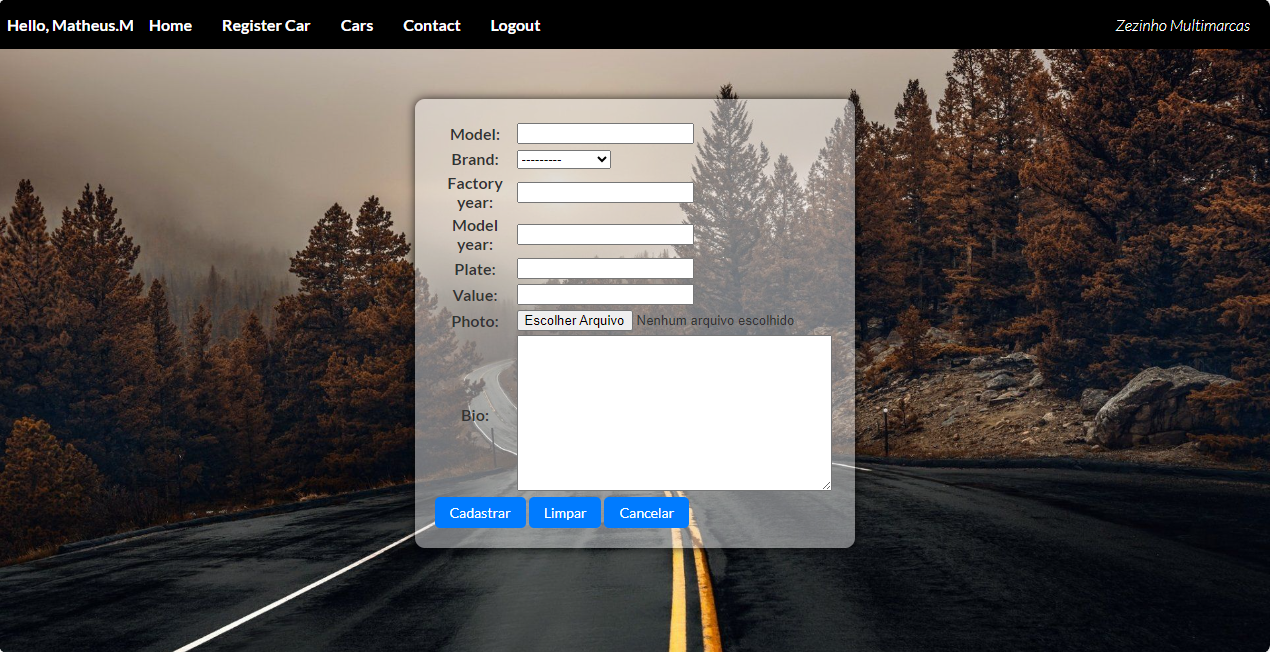 Hello, Matheus.M Home Register Car Cars Contact Logout Zezinho Multimarcas
Model:
Brand: ---------
Factory
year:
Model
year:
Plate:
Value:
Photo: Escolher Arquivo Nenhum arquivo escolhido
Bio:
Cadastrar Limpar Cancelar